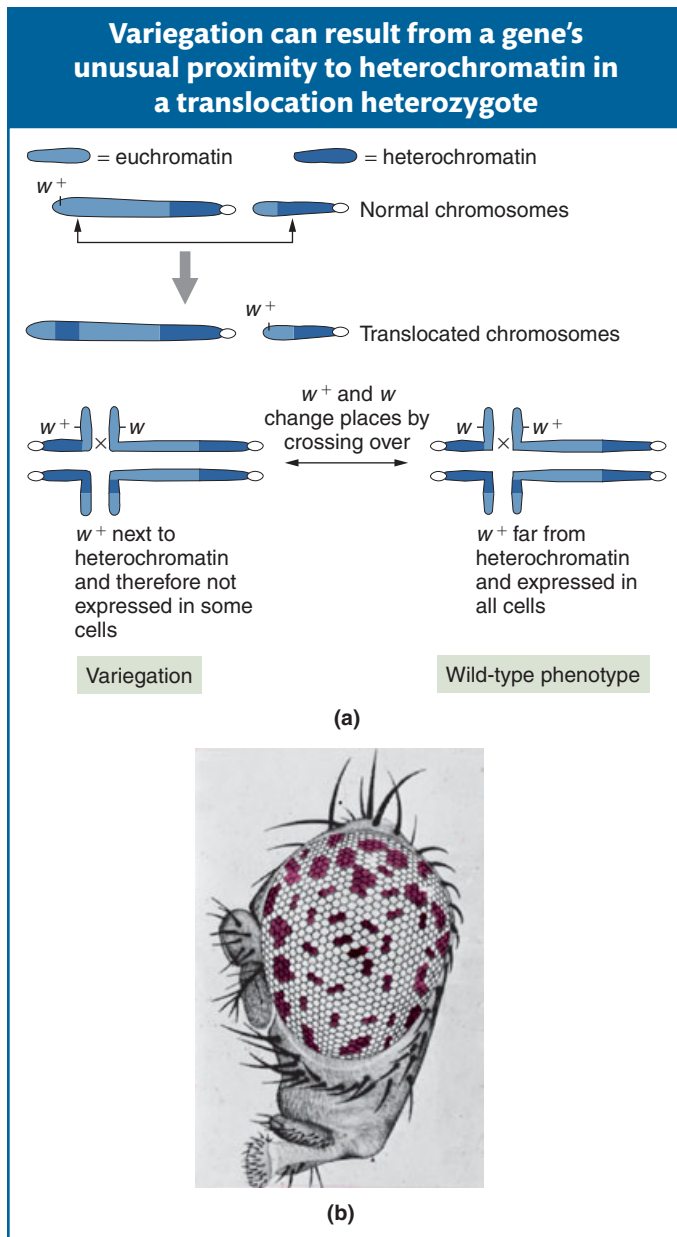 Variegation can result from a gene's
unusual proximity to heterochromatin in
a translocation heterozygote
= euchromatin
= heterochromatin
w+
Normal chromosomes
w+
Translocated chromosomes
w+ and w
change places by
crossing over
w+
×
w
w
×
w+
w+ next to
heterochromatin
and therefore not
expressed in some
cells
w+ far from
heterochromatin
and expressed in
all cells
Variegation
Wild-type phenotype
(a)
(b)